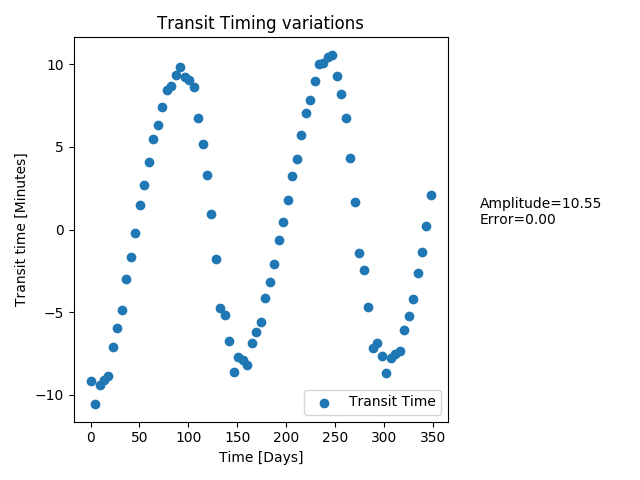 Transit Timing variations
10
5
0
−5
−10
Transit time [Minutes]
Amplitude=10.55
Error=0.00
Transit Time
0 50 100 150 200 250 300 350
Time [Days]